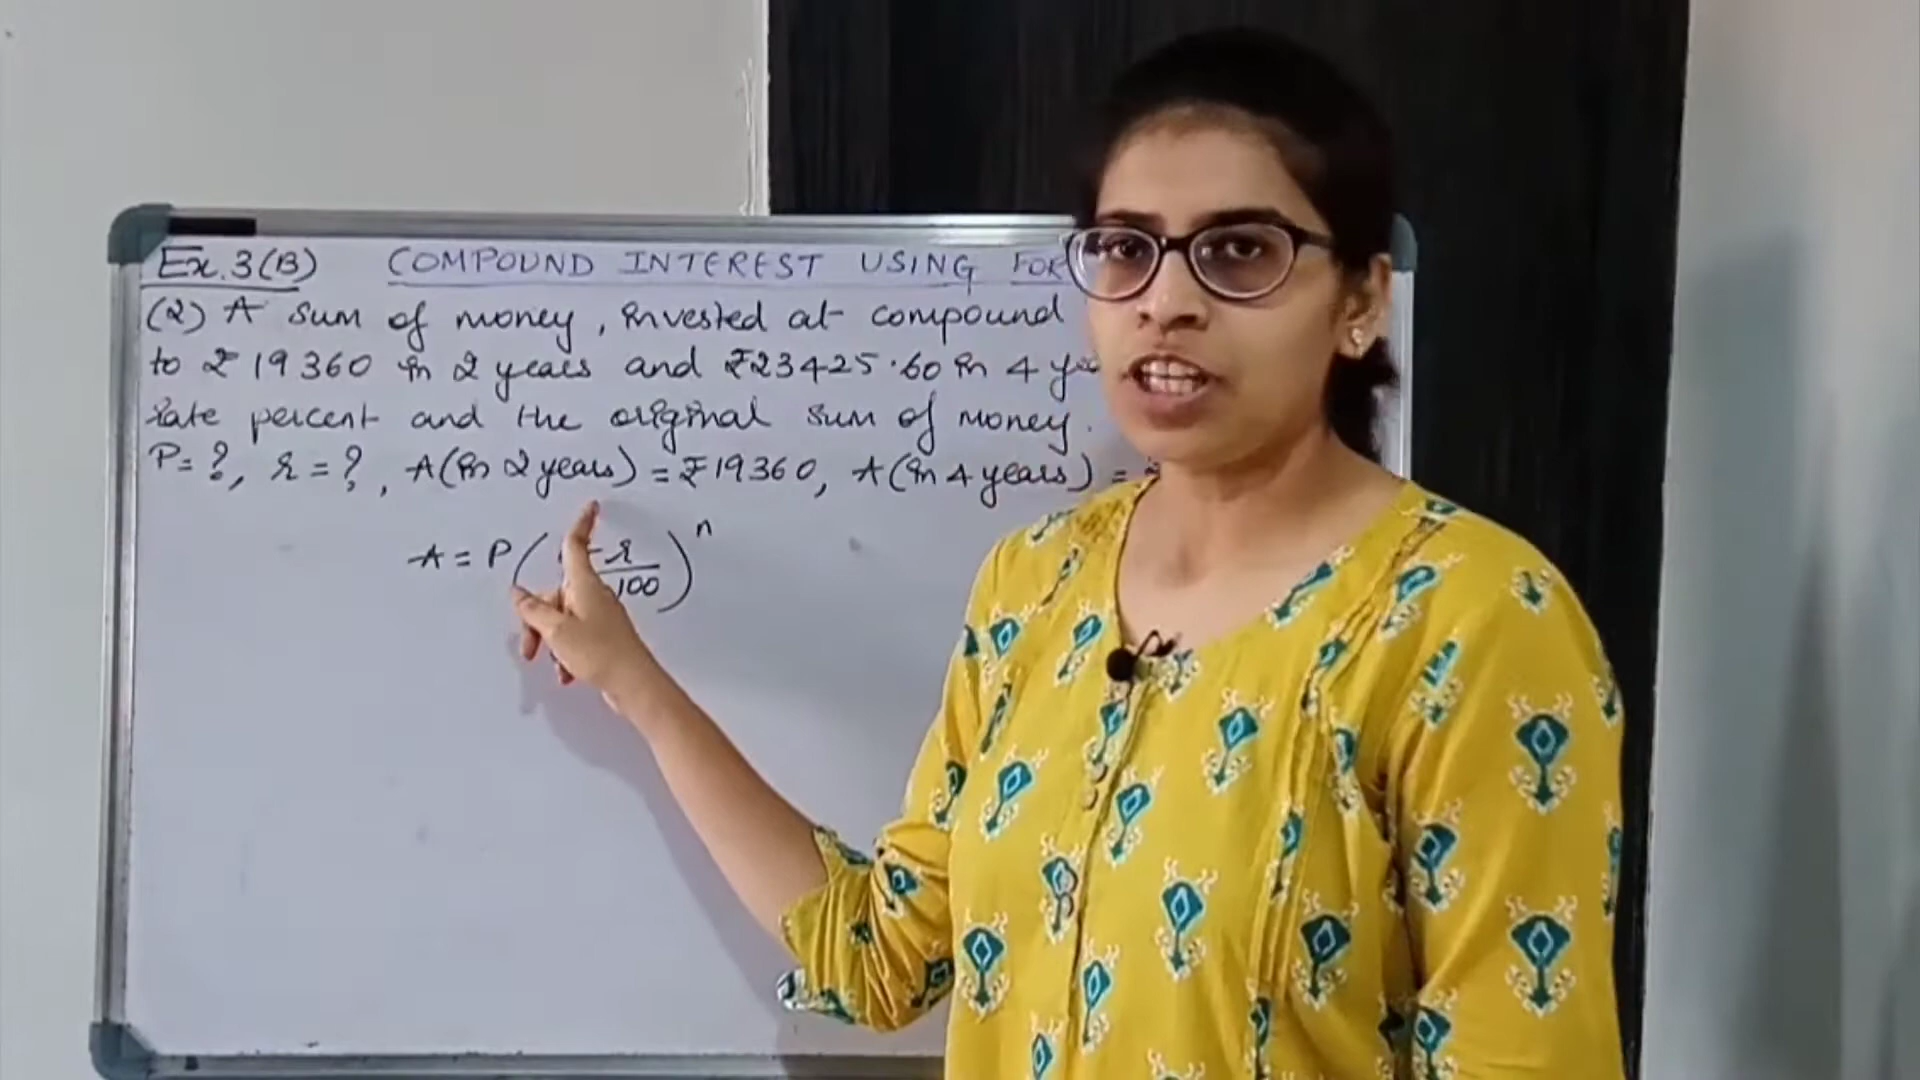 Ex. 3(B) COMPOUND INTEREST USING FOR
(2) A sum of money, invested at compound
to ₹ 19360 in 2 years and ₹23425.60 in 4
rate percent and the original sum of money.
P = ?, r = ?, A (in 2 years) = ₹19360, A (in 4 years) =
A = P( r/100 )^n